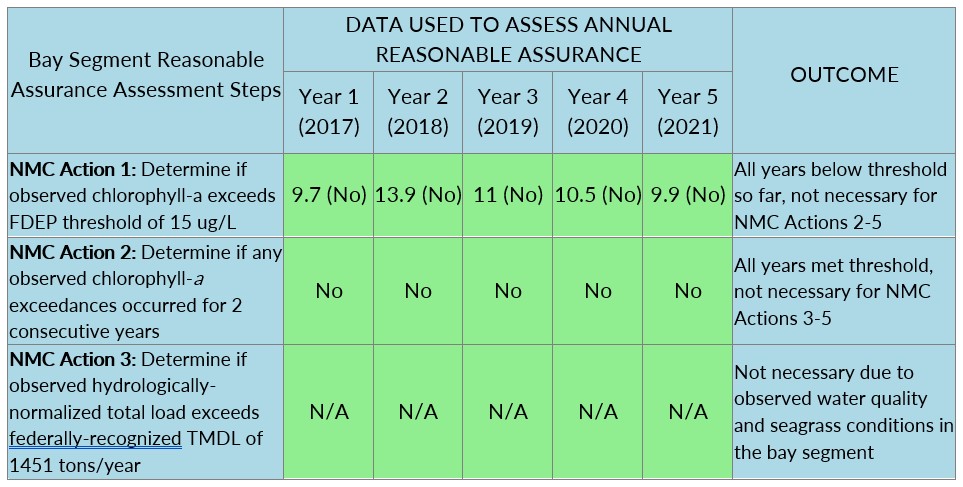 Bay Segment Reasonable
Assurance Assessment Steps
DATA USED TO ASSESS ANNUAL
REASONABLE ASSURANCE
OUTCOME
Year 1
(2017)
Year 2
(2018)
Year 3
(2019)
Year 4
(2020)
Year 5
(2021)
NMC Action 1: Determine if
observed chlorophyll-a exceeds
FDEP threshold of 15 ug/L
9.7 (No)
13.9 (No)
11 (No)
10.5 (No)
9.9 (No)
All years below threshold
so far, not necessary for
NMC Actions 2-5
NMC Action 2: Determine if any
observed chlorophyll-a
exceedances occurred for 2
consecutive years
No
No
No
No
No
All years met threshold,
not necessary for NMC
Actions 3-5
NMC Action 3: Determine if
observed hydrologically-
normalized total load exceeds
federally-recognized TMDL of
1451 tons/year
N/A
N/A
N/A
N/A
N/A
Not necessary due to
observed water quality
and seagrass conditions in
the bay segment